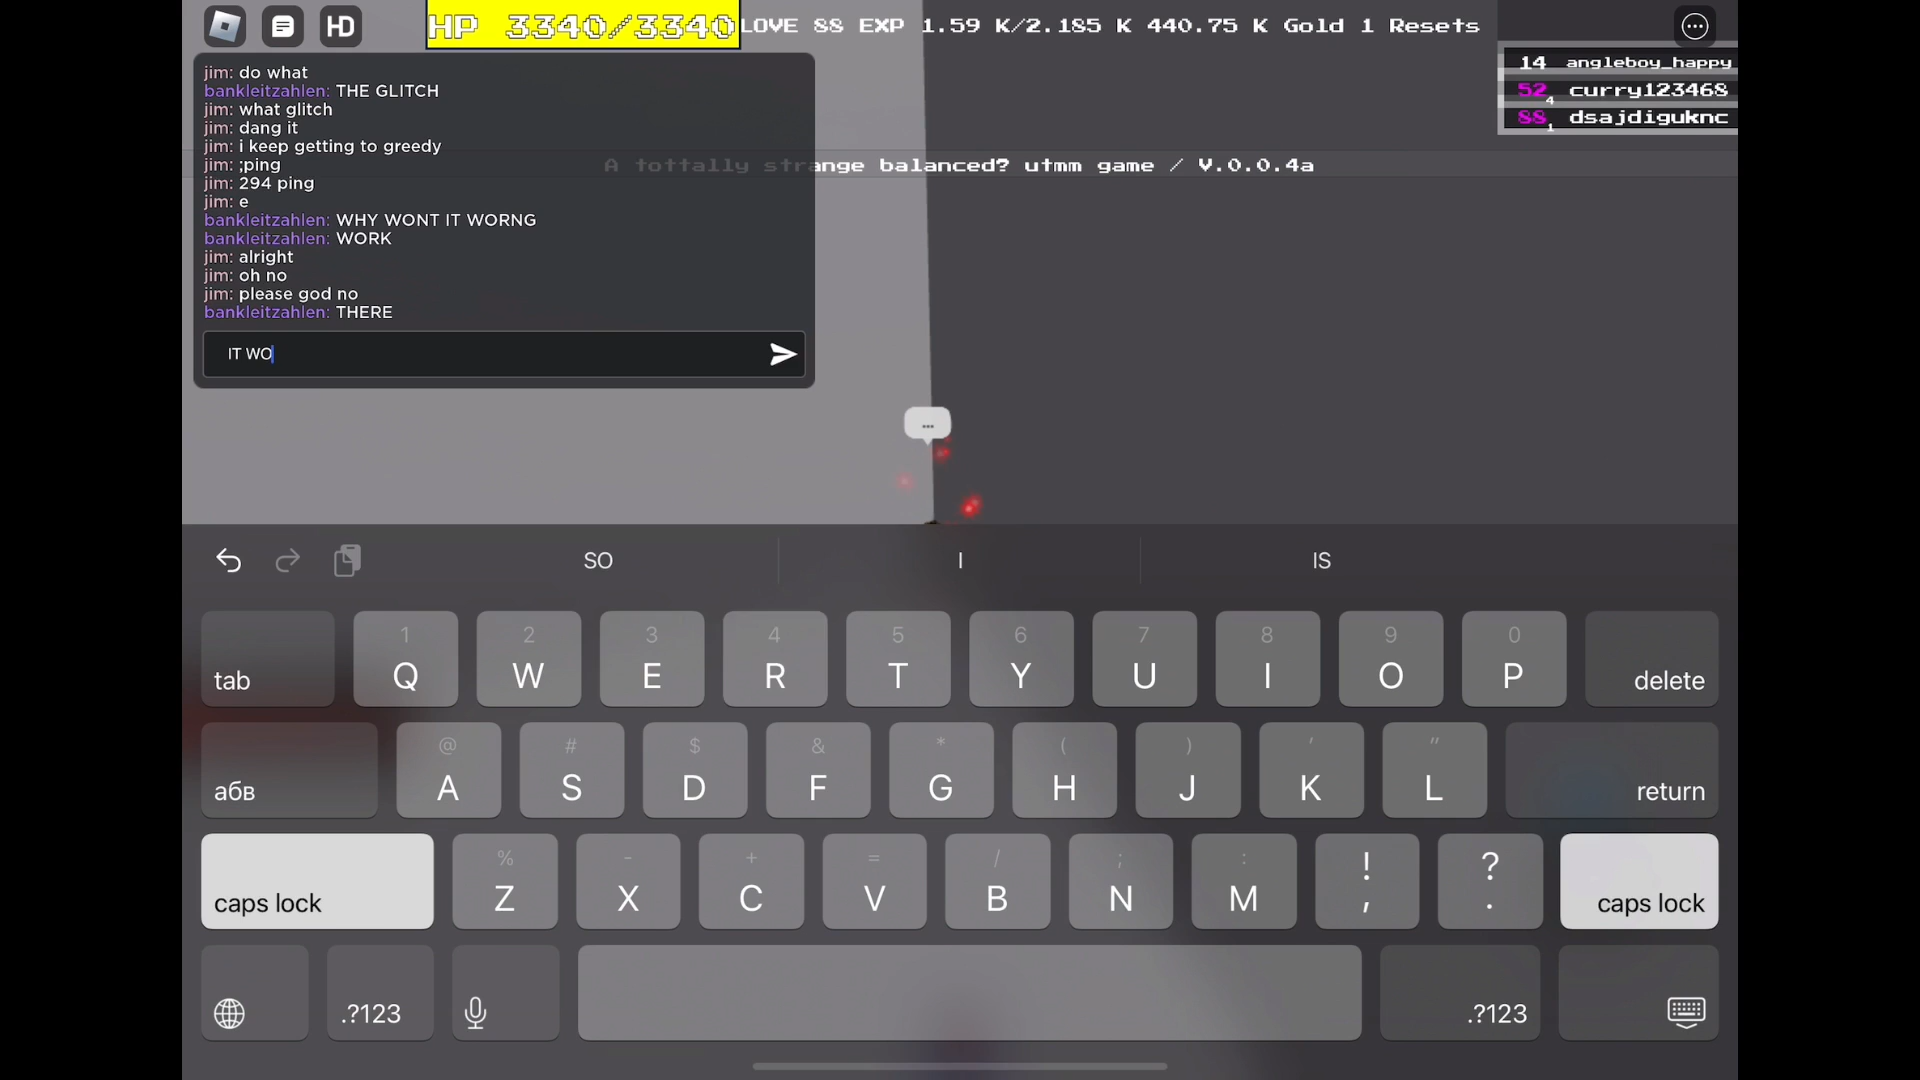 HD
HP 3340/3340
LOVE 88 EXP 1.59 K/2.185 K 440.75 K Gold 1 Resets
14 angleboy_happy
52 4 curry123468
88 1 dsajdiguknc
A tottally strange balanced? utmm game / V.0.0.4a
jim: do what
bankleitzahlen: THE GLITCH
jim: what glitch
jim: dang it
jim: i keep getting to greedy
jim: ;ping
jim: 294 ping
jim: e
bankleitzahlen: WHY WONT IT WORNG
bankleitzahlen: WORK
jim: alright
jim: oh no
jim: please god no
bankleitzahlen: THERE
IT WO
...
SO I IS
1 2 3 4 5 6 7 8 9 0
tab Q W E R T Y U I O P delete
@ # $ & * ( ) ' "
абв A S D F G H J K L return
% - + = / ; : ! ?
caps lock Z X C V B N M , . caps lock
.?123 .?123